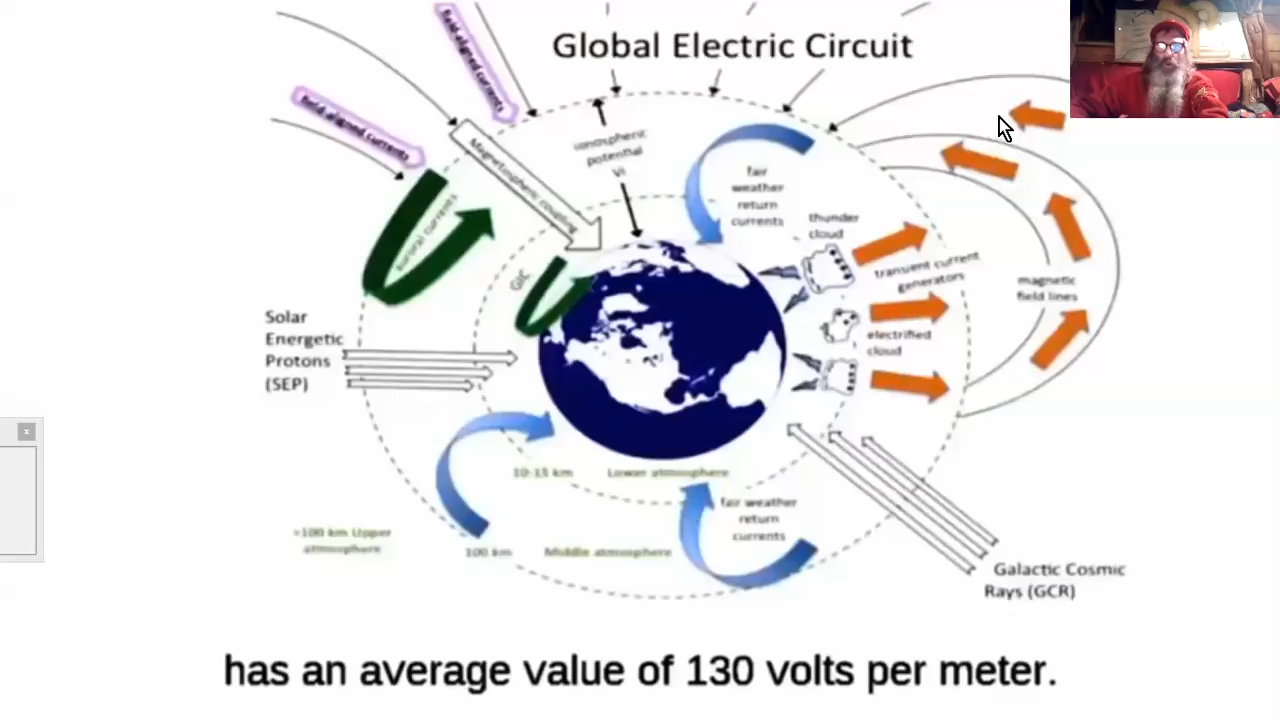 Global Electric Circuit
field aligned currents
field aligned currents
Magnetospheric coupling
ionospheric
potential
Vi
fair
weather
return
currents
thunder
cloud
auroral currents
GIC
transient current
generators
magnetic
field lines
electrified
cloud
Solar
Energetic
Protons
(SEP)
10-15 km Lower atmosphere
fair weather
return
currents
>100 km Upper
atmosphere
100 km Middle atmosphere
Galactic Cosmic
Rays (GCR)
x
has an average value of 130 volts per meter.